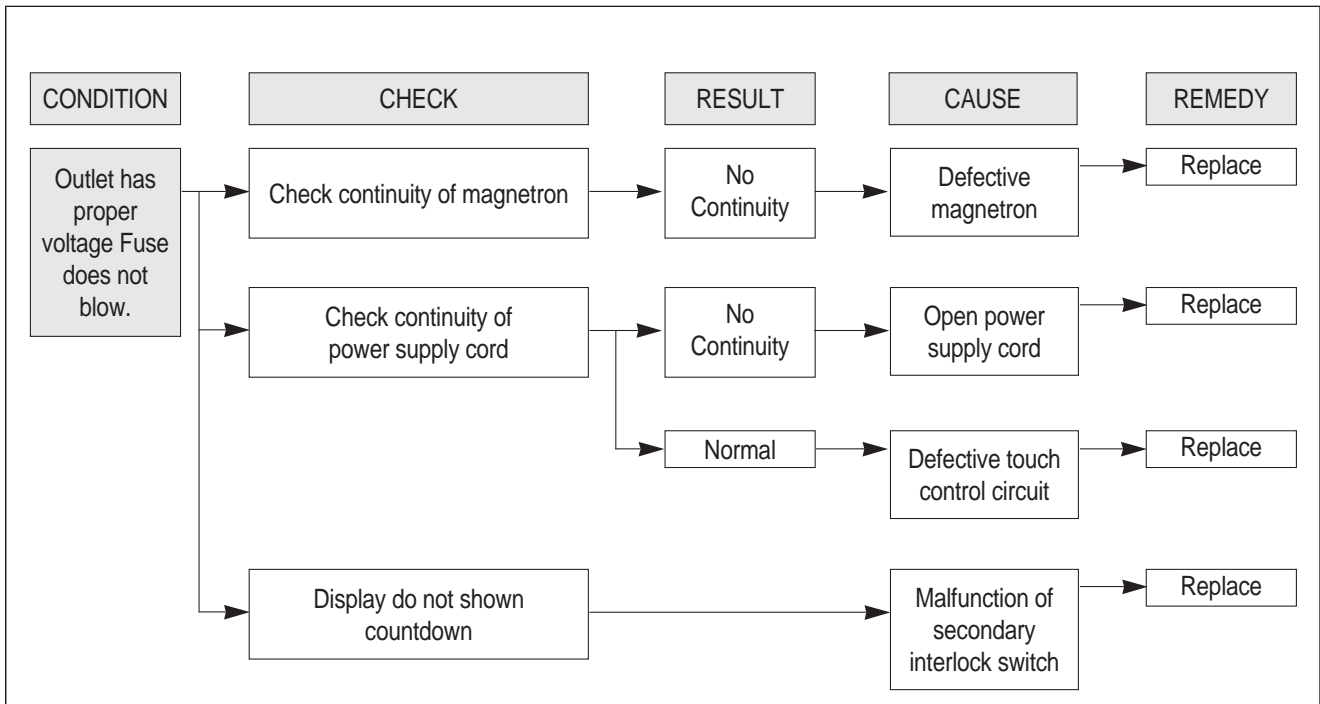 CONDITION
CHECK
RESULT
CAUSE
REMEDY
Outlet has
proper
voltage Fuse
does not
blow.
Check continuity of magnetron
No
Continuity
Defective
magnetron
Replace
Check continuity of
power supply cord
No
Continuity
Open power
supply cord
Replace
Normal
Defective touch
control circuit
Replace
Display do not shown
countdown
Malfunction of
secondary
interlock switch
Replace